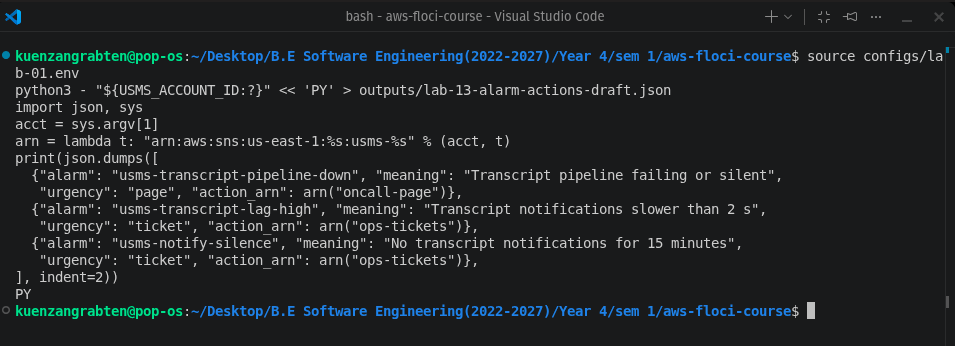 bash - aws-floci-course - Visual Studio Code
kuenzangrabten@pop-os:~/Desktop/B.E Software Engineering(2022-2027)/Year 4/sem 1/aws-floci-course$ source configs/la
b-01.env
python3 - "${USMS_ACCOUNT_ID:?}" << 'PY' > outputs/lab-13-alarm-actions-draft.json
import json, sys
acct = sys.argv[1]
arn = lambda t: "arn:aws:sns:us-east-1:%s:usms-%s" % (acct, t)
print(json.dumps([
  {"alarm": "usms-transcript-pipeline-down", "meaning": "Transcript pipeline failing or silent",
   "urgency": "page", "action_arn": arn("oncall-page")},
  {"alarm": "usms-transcript-lag-high", "meaning": "Transcript notifications slower than 2 s",
   "urgency": "ticket", "action_arn": arn("ops-tickets")},
  {"alarm": "usms-notify-silence", "meaning": "No transcript notifications for 15 minutes",
   "urgency": "ticket", "action_arn": arn("ops-tickets")},
], indent=2))
PY
kuenzangrabten@pop-os:~/Desktop/B.E Software Engineering(2022-2027)/Year 4/sem 1/aws-floci-course$